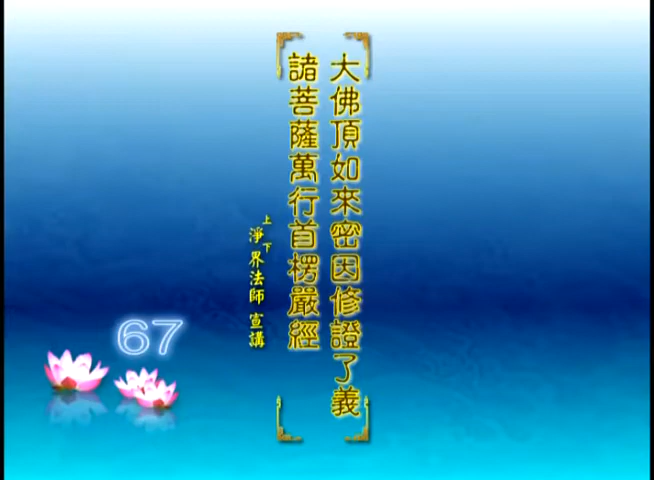 大佛頂如來密因修證了義
諸菩薩萬行首楞嚴經
上淨下界法師 宣講
67